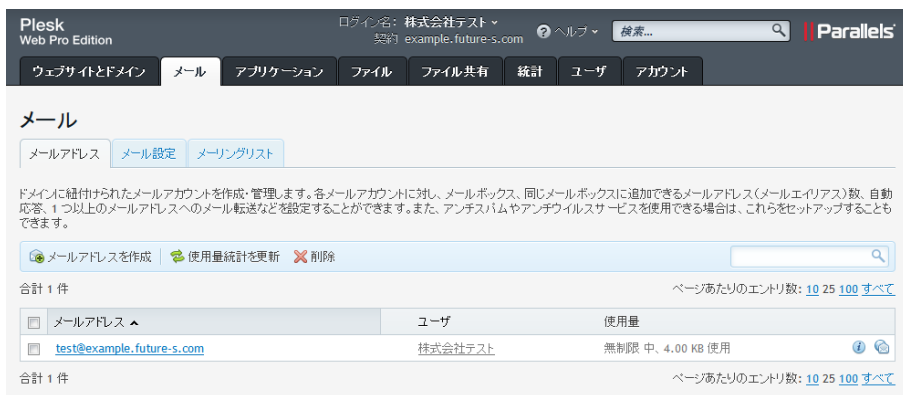 Plesk
Web Pro Edition
ログイン名: 株式会社テスト
契約 example.future-s.com
ヘルプ
検索...
Parallels
ウェブサイトとドメイン メール アプリケーション ファイル ファイル共有 統計 ユーザ アカウント
メール
メールアドレス メール設定 メーリングリスト
ドメインに紐付けられたメールアカウントを作成・管理します。各メールアカウントに対し、メールボックス、同じメールボックスに追加できるメールアドレス(メールエイリアス)数、自動
応答、1 つ以上のメールアドレスへのメール転送などを設定することができます。また、アンチスパムやアンチウイルスサービスを使用できる場合は、これらをセットアップすることも
できます。
メールアドレスを作成 使用量統計を更新 削除
合計 1 件 ページあたりのエントリ数: 10 25 100 すべて
メールアドレス ユーザ 使用量
test@example.future-s.com 株式会社テスト 無制限 中、4.00 KB 使用
合計 1 件 ページあたりのエントリ数: 10 25 100 すべて